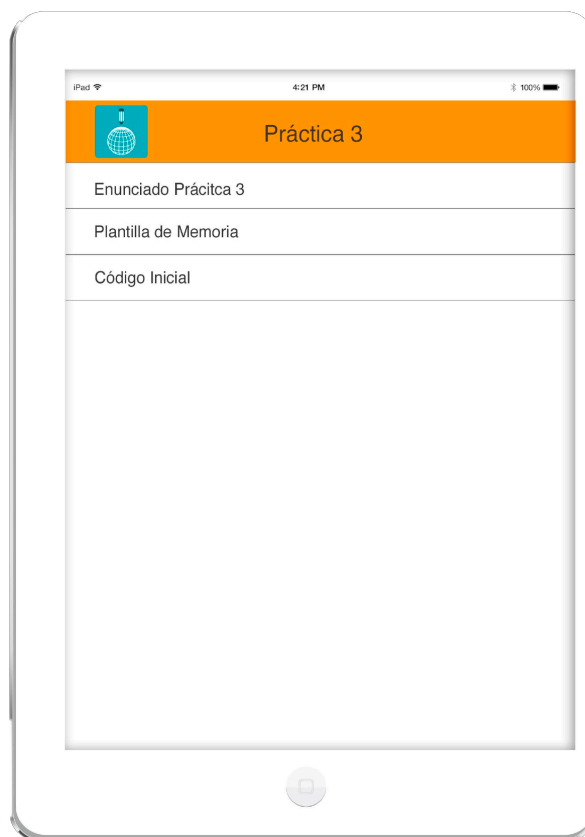 iPad 4:21 PM 100%
Práctica 3
Enunciado Prácitca 3
Plantilla de Memoria
Código Inicial